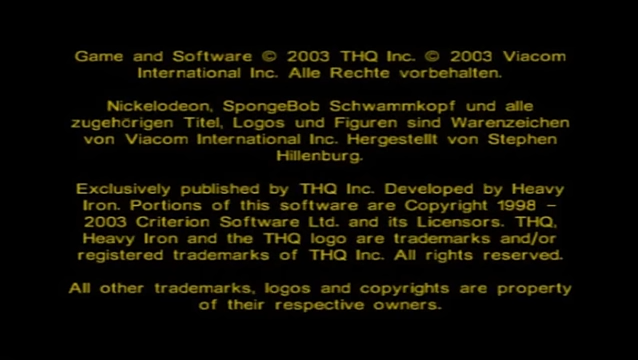 Game and Software © 2003 THQ Inc. © 2003 Viacom
International Inc. Alle Rechte vorbehalten.
Nickelodeon, SpongeBob Schwammkopf und alle
zugehörigen Titel, Logos und Figuren sind Warenzeichen
von Viacom International Inc. Hergestellt von Stephen
Hillenburg.
Exclusively published by THQ Inc. Developed by Heavy
Iron. Portions of this software are Copyright 1998 –
2003 Criterion Software Ltd. and its Licensors. THQ,
Heavy Iron and the THQ logo are trademarks and/or
registered trademarks of THQ Inc. All rights reserved.
All other trademarks, logos and copyrights are property
of their respective owners.